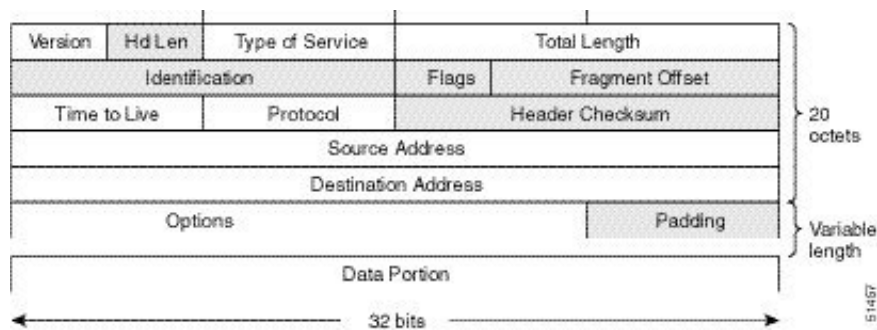 Version Hd Len Type of Service Total Length
Identification Flags Fragment Offset
Time to Live Protocol Header Checksum
20
octets
Source Address
Destination Address
Options Padding
Variable
length
Data Portion
32 bits
51457